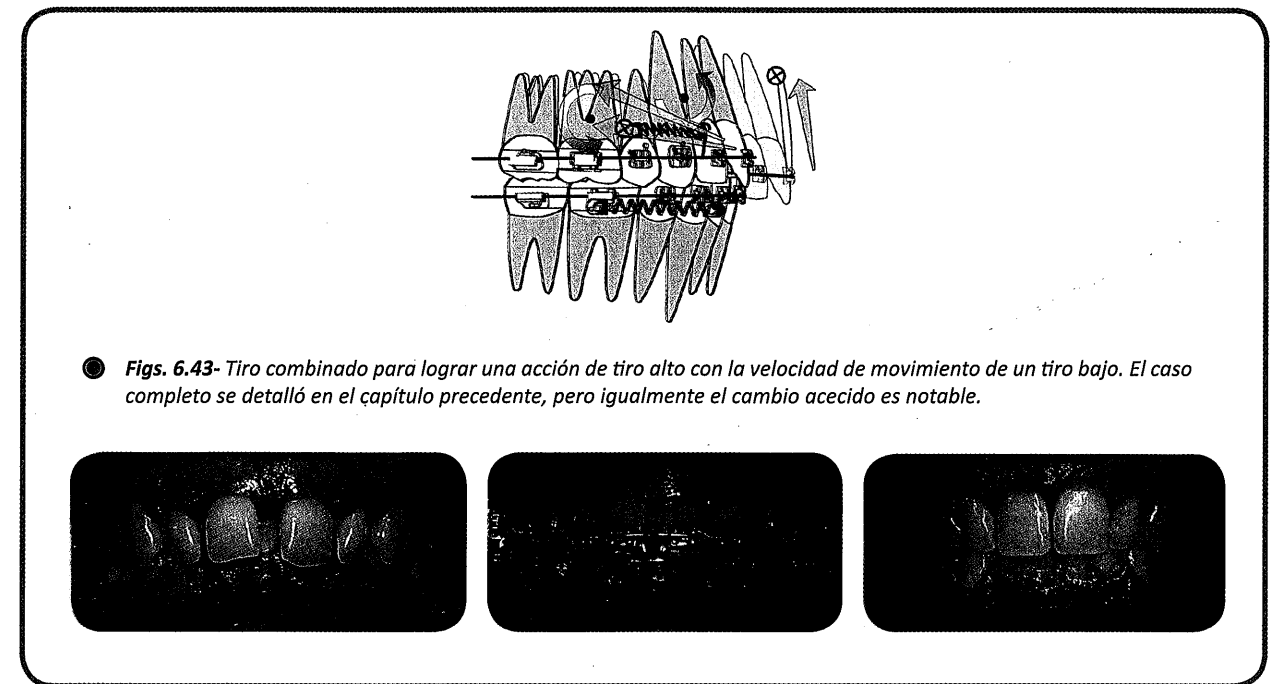 Figs. 6.43- Tiro combinado para lograr una acción de tiro alto con la velocidad de movimiento de un tiro bajo. El caso
completo se detalló en el capítulo precedente, pero igualmente el cambio acecido es notable.